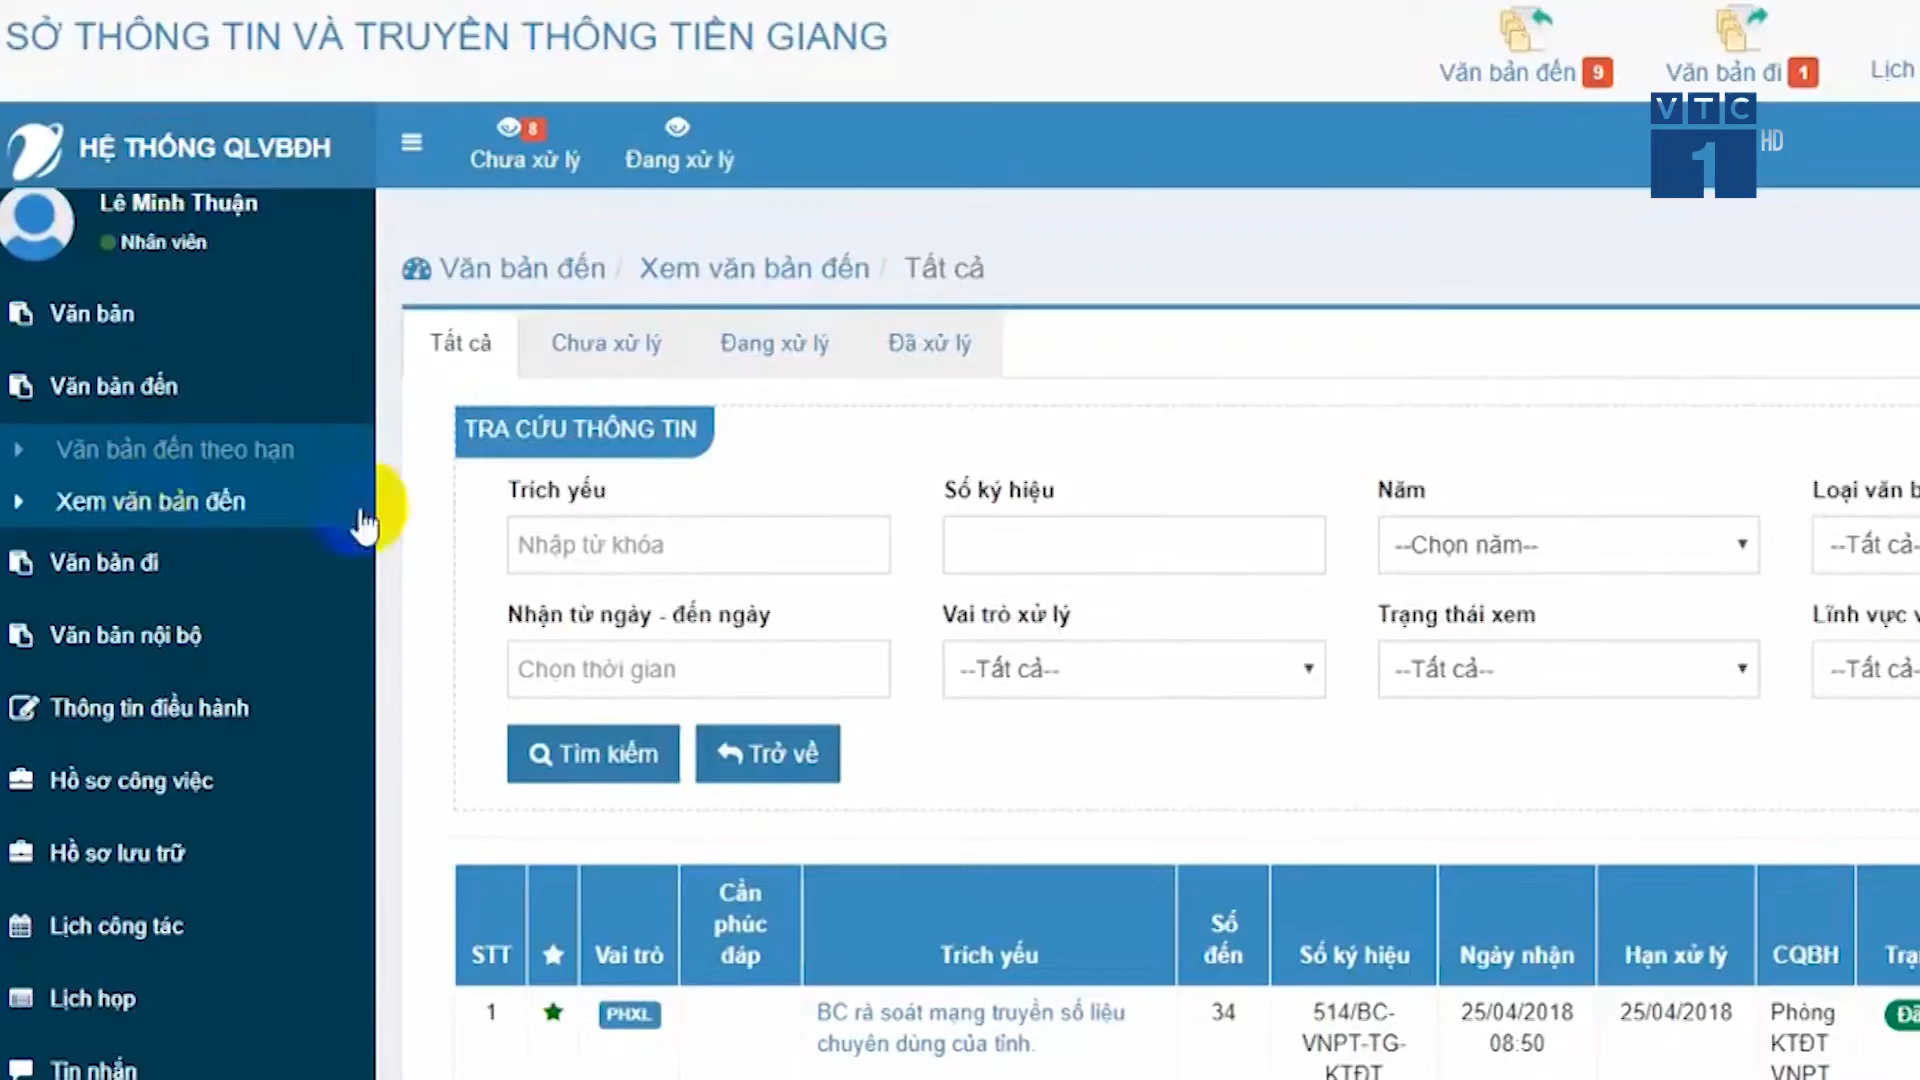 SỞ THÔNG TIN VÀ TRUYỀN THÔNG TIỀN GIANG
Văn bản đến 9
Văn bản đi 1
Lịch
VTC
1 HD
HỆ THỐNG QLVBĐH
8
Chưa xử lý
Đang xử lý
Lê Minh Thuận
Nhân viên
Văn bản
Văn bản đến
Văn bản đến theo hạn
Xem văn bản đến
Văn bản đi
Văn bản nội bộ
Thông tin điều hành
Hồ sơ công việc
Hồ sơ lưu trữ
Lịch công tác
Lịch họp
Tin nhắn
Văn bản đến / Xem văn bản đến / Tất cả
Tất cả
Chưa xử lý
Đang xử lý
Đã xử lý
TRA CỨU THÔNG TIN
Trích yếu
Số ký hiệu
Năm
Loại văn b
Nhập từ khóa
--Chọn năm--
--Tất cả-
Nhận từ ngày - đến ngày
Vai trò xử lý
Trạng thái xem
Lĩnh vực v
Chọn thời gian
--Tất cả--
--Tất cả--
--Tất cả-
Tìm kiếm
Trở về
STT
Vai trò
Cần
phúc
đáp
Trích yếu
Số
đến
Số ký hiệu
Ngày nhận
Hạn xử lý
CQBH
Trạ
1
PHXL
BC rà soát mạng truyền số liệu
chuyên dùng của tỉnh.
34
514/BC-
VNPT-TG-
KTĐT
25/04/2018
08:50
25/04/2018
Phòng
KTĐT
VNPT
Đã